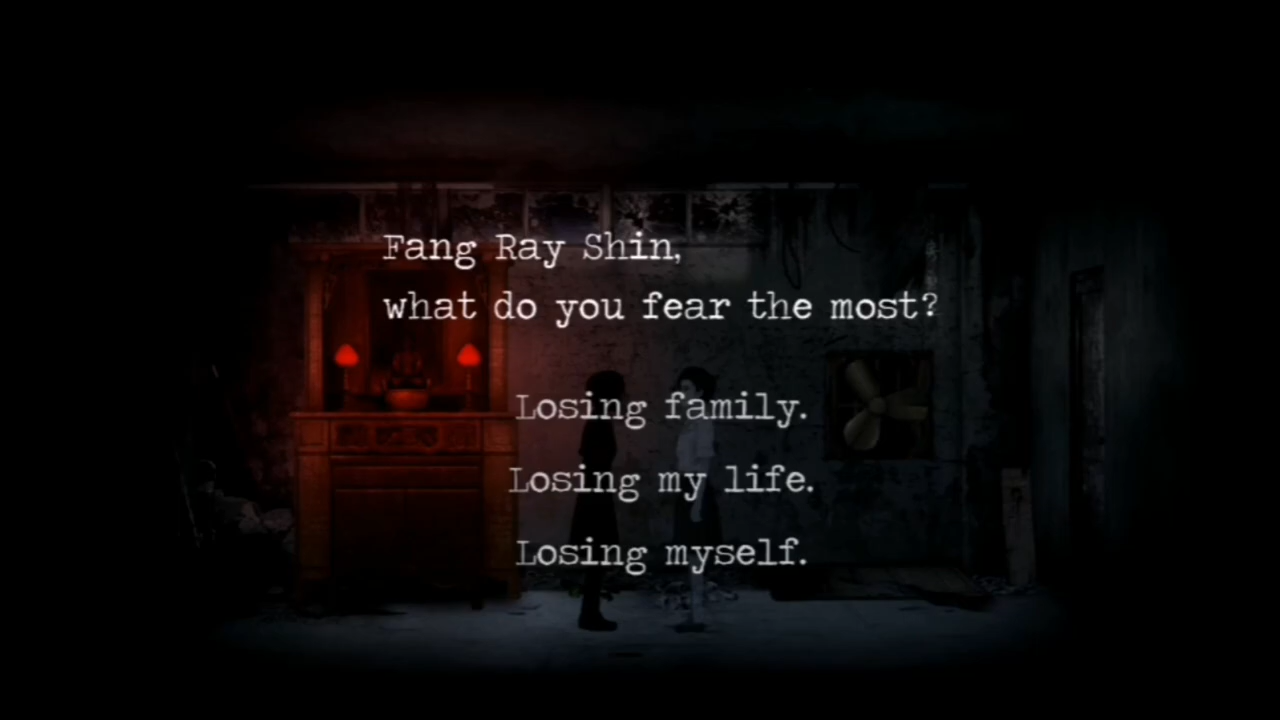 Fang Ray Shin,
what do you fear the most?
Losing family.
Losing my life.
Losing myself.